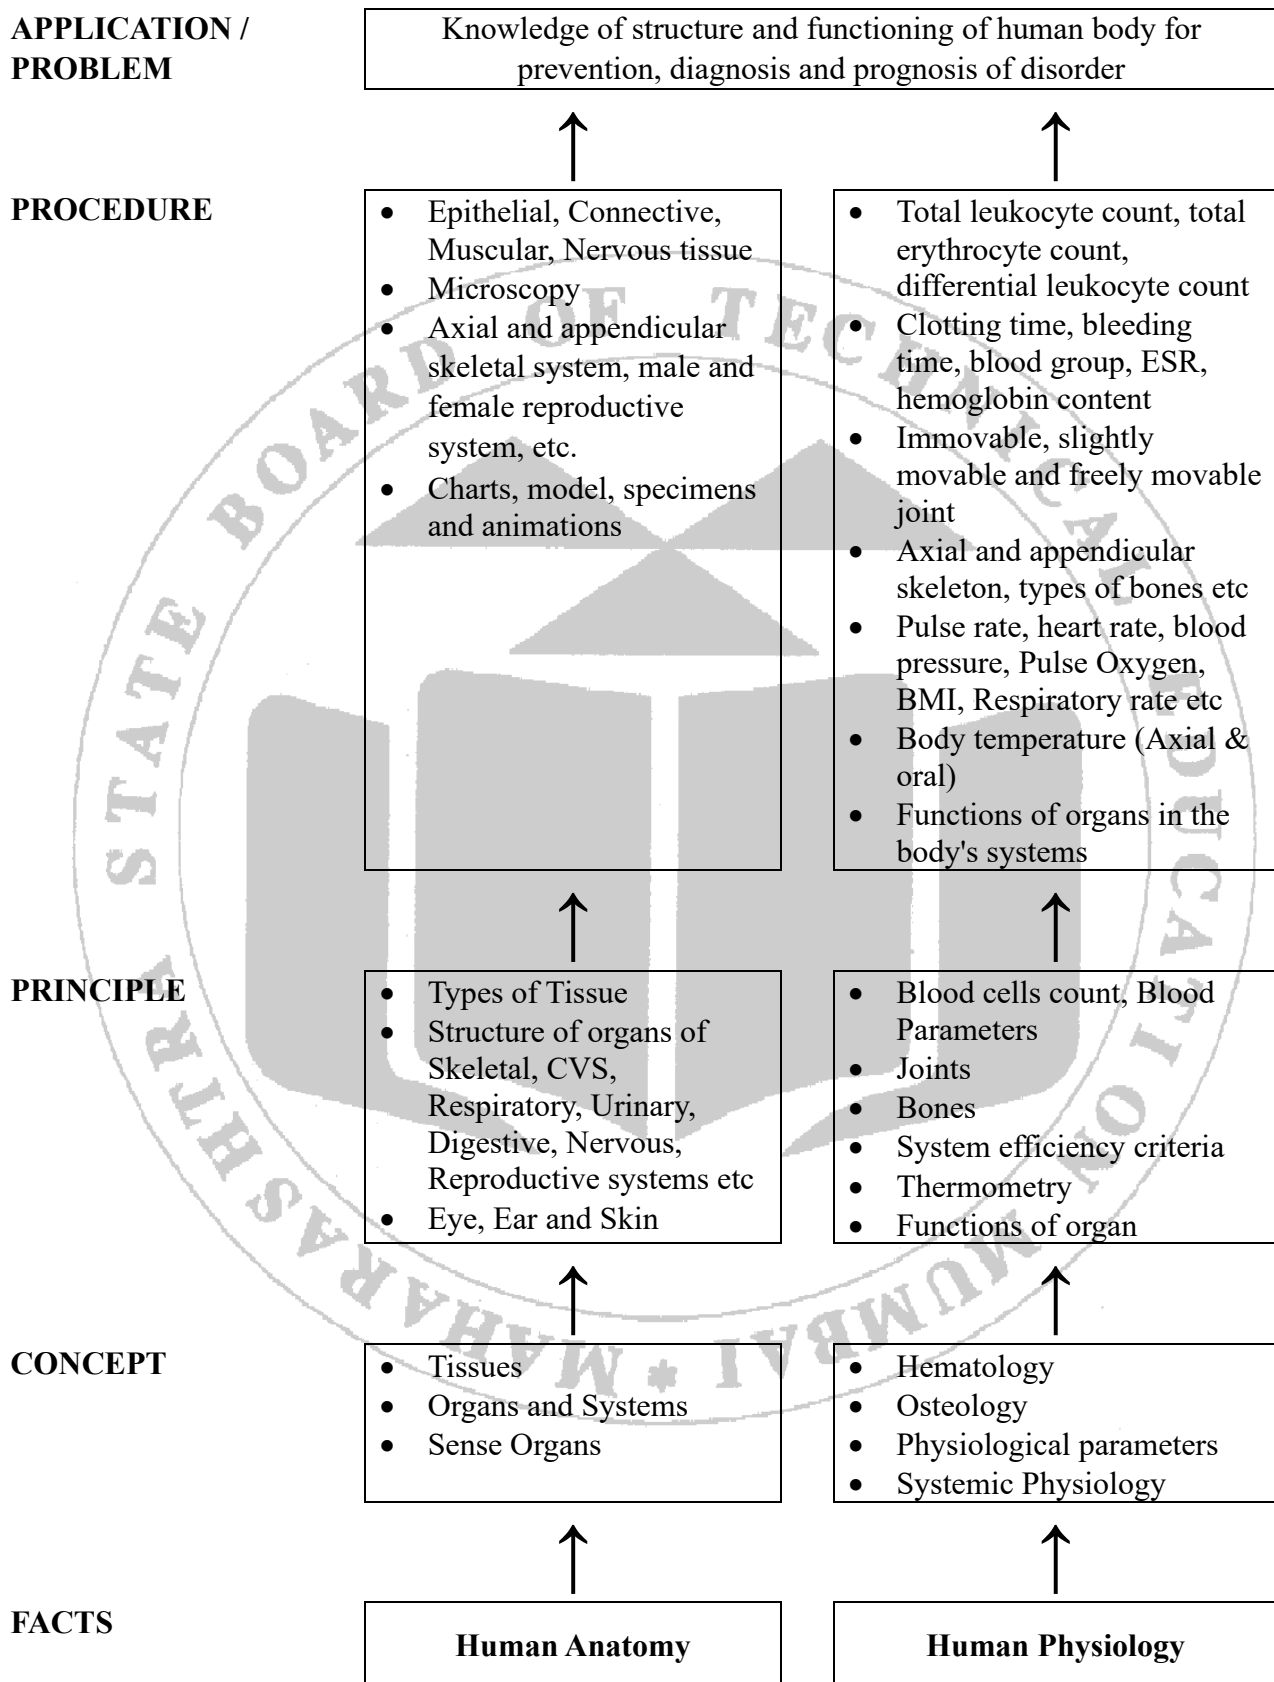 APPLICATION /
PROBLEM
Knowledge of structure and functioning of human body for
prevention, diagnosis and prognosis of disorder
PROCEDURE
• Epithelial, Connective,
Muscular, Nervous tissue
• Microscopy
• Axial and appendicular
skeletal system, male and
female reproductive
system, etc.
• Charts, model, specimens
and animations
• Total leukocyte count, total
erythrocyte count,
differential leukocyte count
• Clotting time, bleeding
time, blood group, ESR,
hemoglobin content
• Immovable, slightly
movable and freely movable
joint
• Axial and appendicular
skeleton, types of bones etc
• Pulse rate, heart rate, blood
pressure, Pulse Oxygen,
BMI, Respiratory rate etc
• Body temperature (Axial &
oral)
• Functions of organs in the
body's systems
PRINCIPLE
• Types of Tissue
• Structure of organs of
Skeletal, CVS,
Respiratory, Urinary,
Digestive, Nervous,
Reproductive systems etc
• Eye, Ear and Skin
• Blood cells count, Blood
Parameters
• Joints
• Bones
• System efficiency criteria
• Thermometry
• Functions of organ
CONCEPT
• Tissues
• Organs and Systems
• Sense Organs
• Hematology
• Osteology
• Physiological parameters
• Systemic Physiology
FACTS
Human Anatomy
Human Physiology
MAHARASHTRA STATE BOARD OF TECHNICAL EDUCATION MUMBAI *